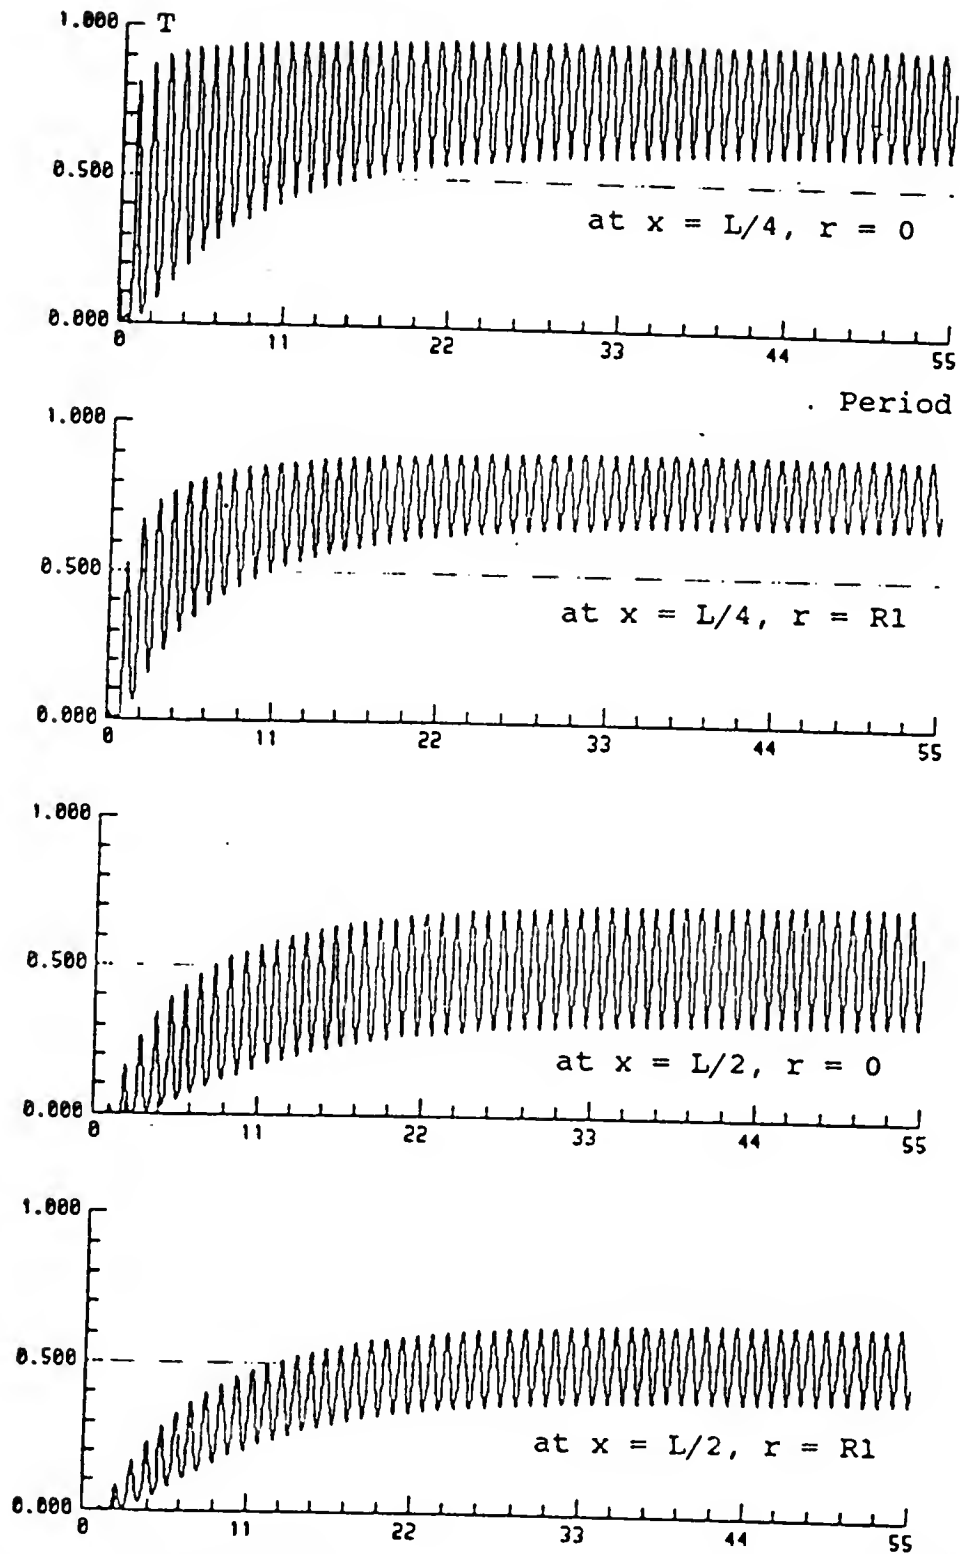 1.000 T
0.500
at x = L/4, r = 0
0.000
0 11 22 33 44 55
Period
1.000
0.500
at x = L/4, r = R1
0.000
0 11 22 33 44 55
1.000
0.500
at x = L/2, r = 0
0.000
0 11 22 33 44 55
1.000
0.500
at x = L/2, r = R1
0.000
0 11 22 33 44 55